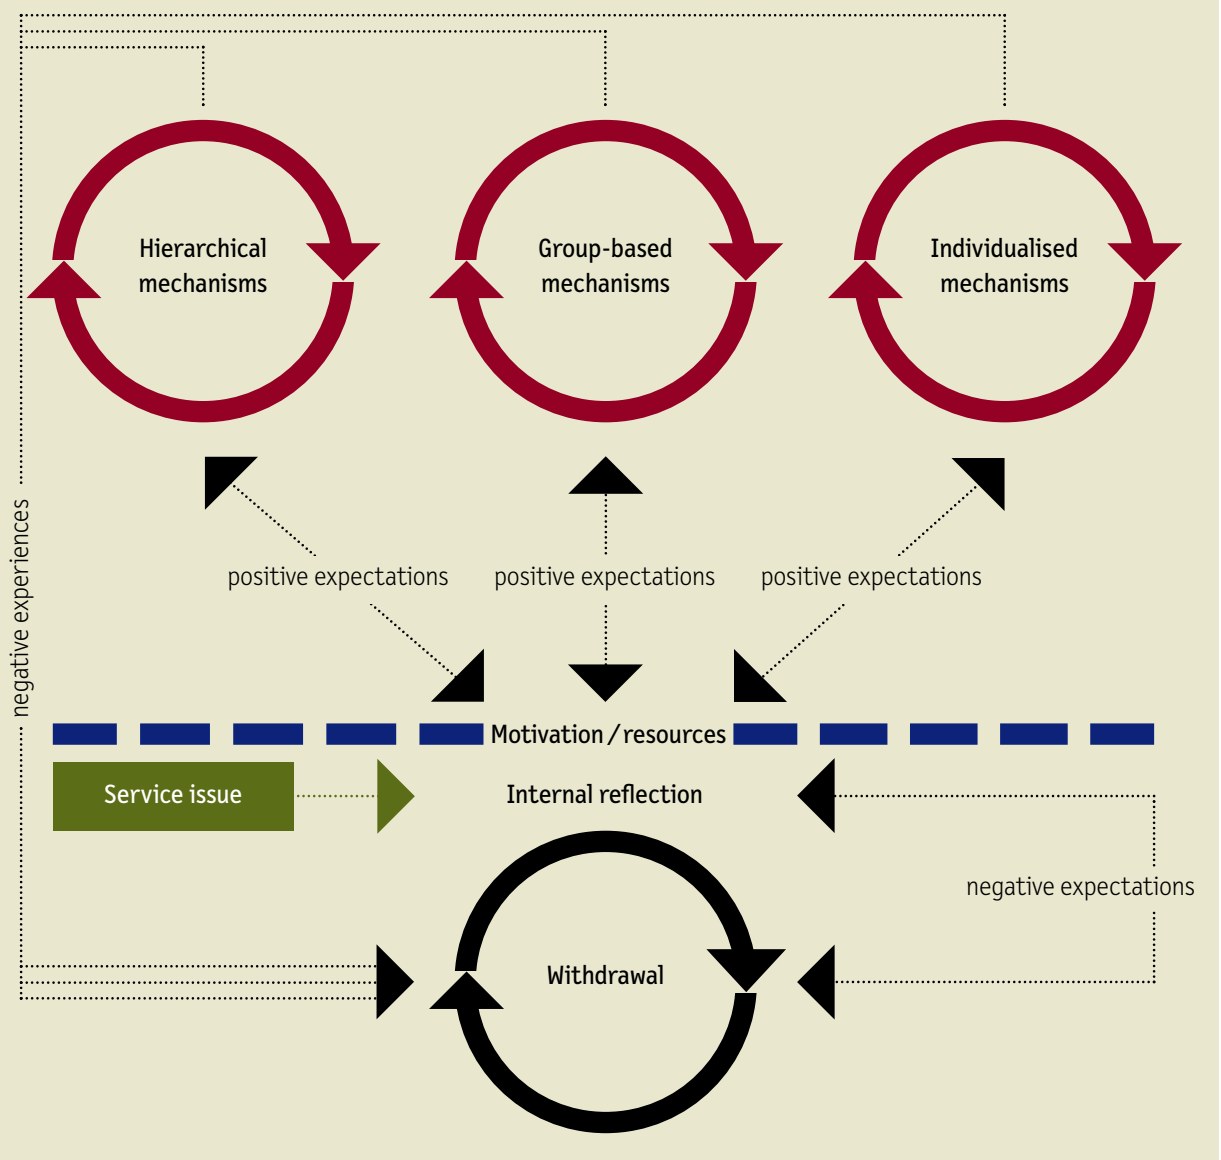 Hierarchical
mechanisms
Group-based
mechanisms
Individualised
mechanisms
negative experiences
positive expectations
positive expectations
positive expectations
Motivation / resources
Service issue
Internal reflection
negative expectations
Withdrawal